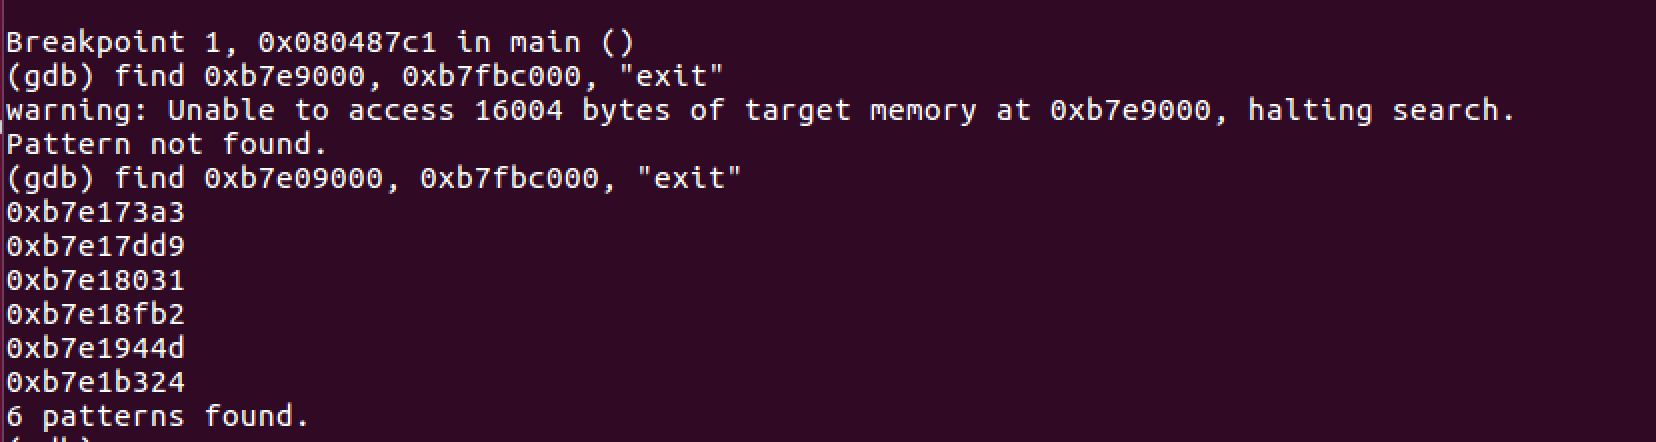 Breakpoint 1, 0x080487c1 in main ()
(gdb) find 0xb7e9000, 0xb7fbc000, "exit"
warning: Unable to access 16004 bytes of target memory at 0xb7e9000, halting search.
Pattern not found.
(gdb) find 0xb7e09000, 0xb7fbc000, "exit"
0xb7e173a3
0xb7e17dd9
0xb7e18031
0xb7e18fb2
0xb7e1944d
0xb7e1b324
6 patterns found.
(gdb)